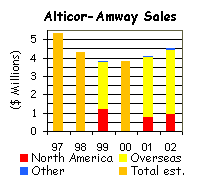 Alticor-Amway Sales
($ Millions)
5
4
3
2
1
0
97 98 99 00 01 02
North America Overseas
Other Total est.